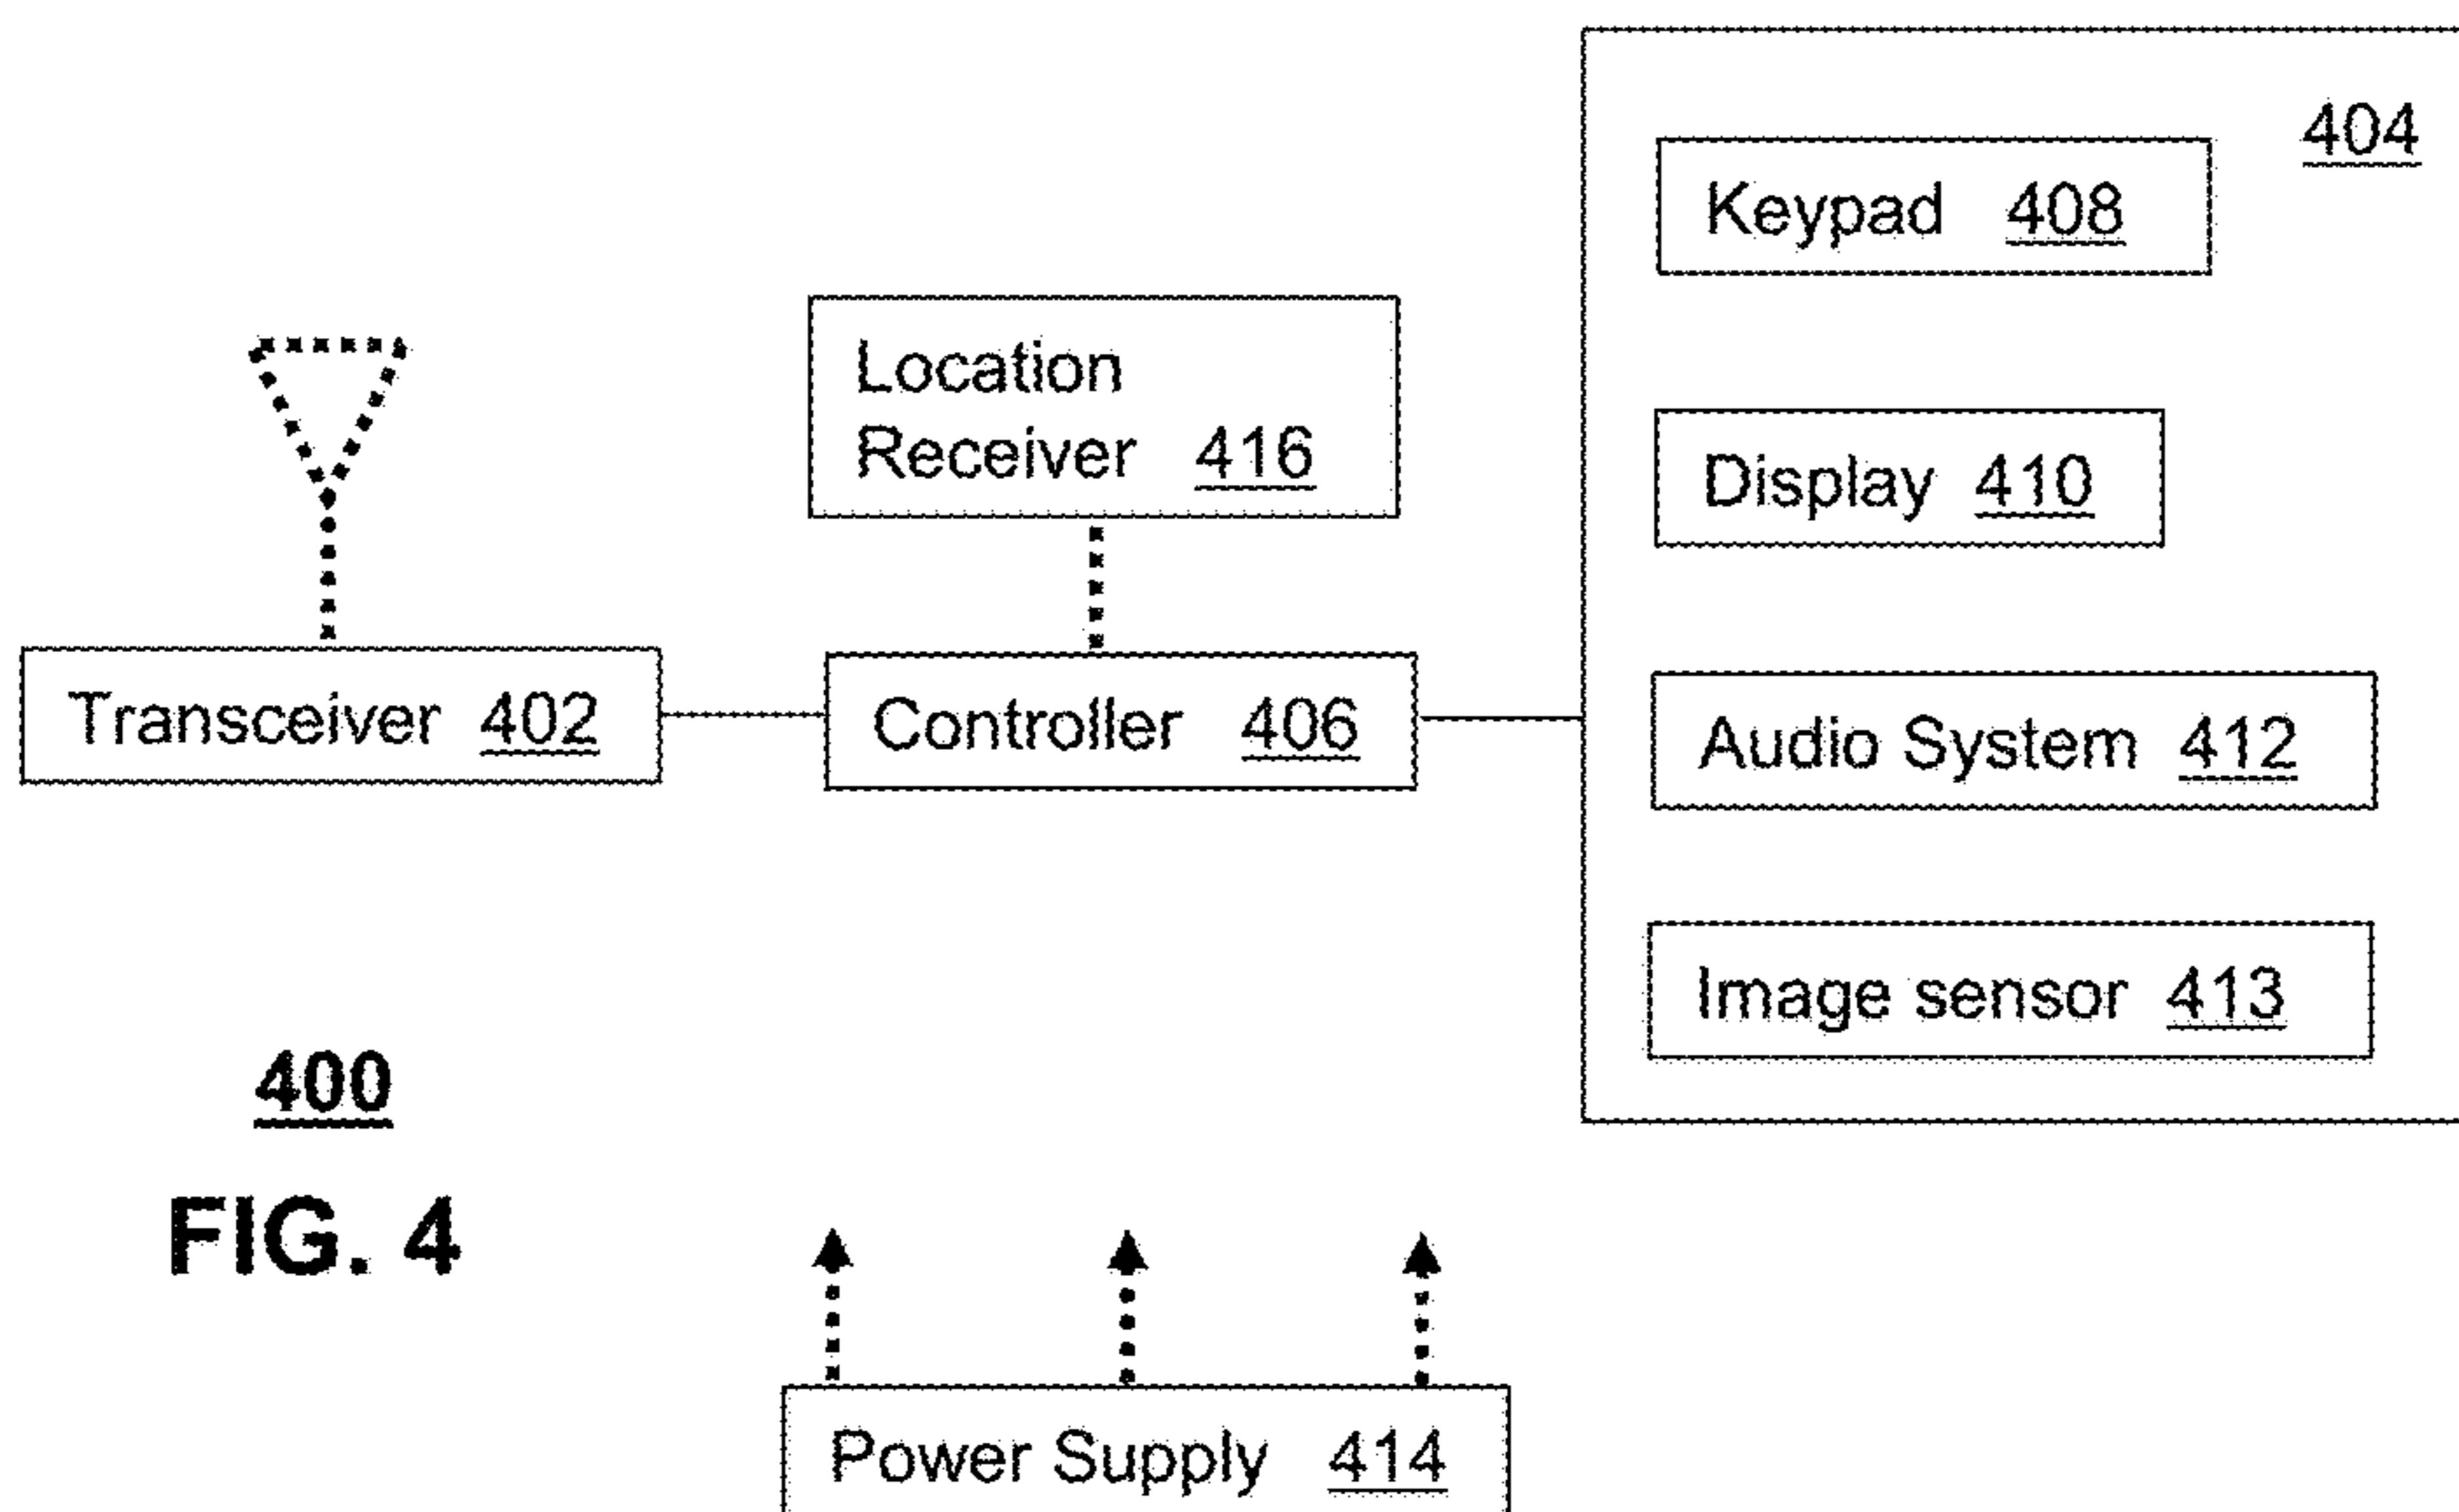 404
Keypad 408
Location
Receiver 416
Display 410
Transceiver 402
Controller 406
Audio System 412
Image sensor 413
400
FIG. 4
Power Supply 414